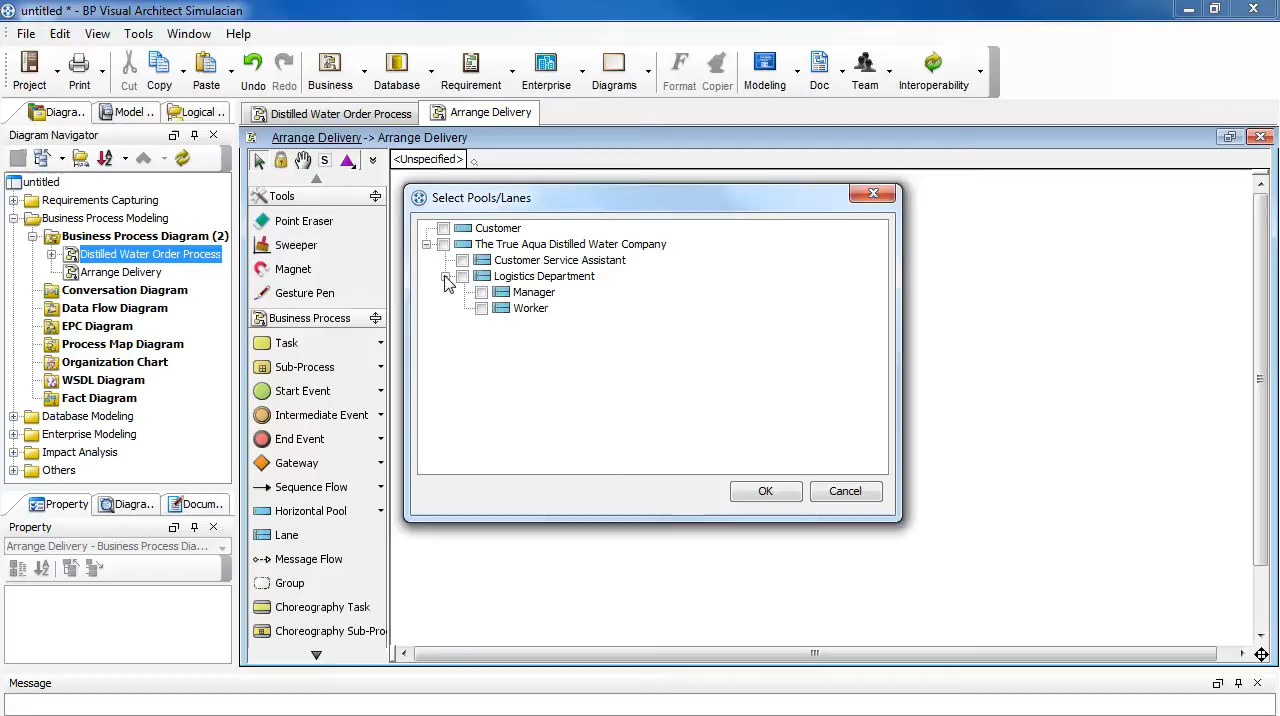 untitled * - BP Visual Architect Simulacian
File Edit View Tools Window Help
Project Print Cut Copy Paste Undo Redo Business Database Requirement Enterprise Diagrams Format Copier Modeling Doc Team Interoperability
Diagra.. Model .. Logical ..
Distilled Water Order Process Arrange Delivery
Diagram Navigator
Arrange Delivery -> Arrange Delivery
S
<Unspecified>
untitled
Requirements Capturing
Business Process Modeling
Business Process Diagram (2)
Distilled Water Order Process
Arrange Delivery
Conversation Diagram
Data Flow Diagram
EPC Diagram
Process Map Diagram
Organization Chart
WSDL Diagram
Fact Diagram
Database Modeling
Enterprise Modeling
Impact Analysis
Others
Tools
Point Eraser
Sweeper
Magnet
Gesture Pen
Business Process
Task
Sub-Process
Start Event
Intermediate Event
End Event
Gateway
Sequence Flow
Horizontal Pool
Lane
Message Flow
Group
Choreography Task
Choreography Sub-Pro
Select Pools/Lanes
Customer
The True Aqua Distilled Water Company
Customer Service Assistant
Logistics Department
Manager
Worker
OK Cancel
Property Diagra.. Docum..
Property
Arrange Delivery - Business Process Dia...
Message